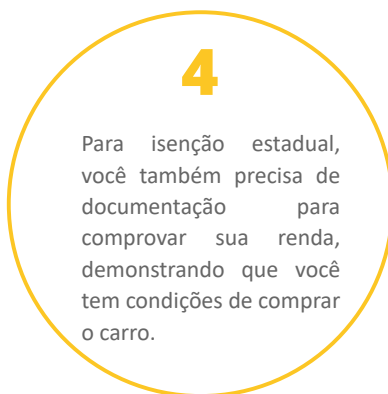 4
Para isenção estadual,
você também precisa de
documentação para
comprovar sua renda,
demonstrando que você
tem condições de comprar
o carro.